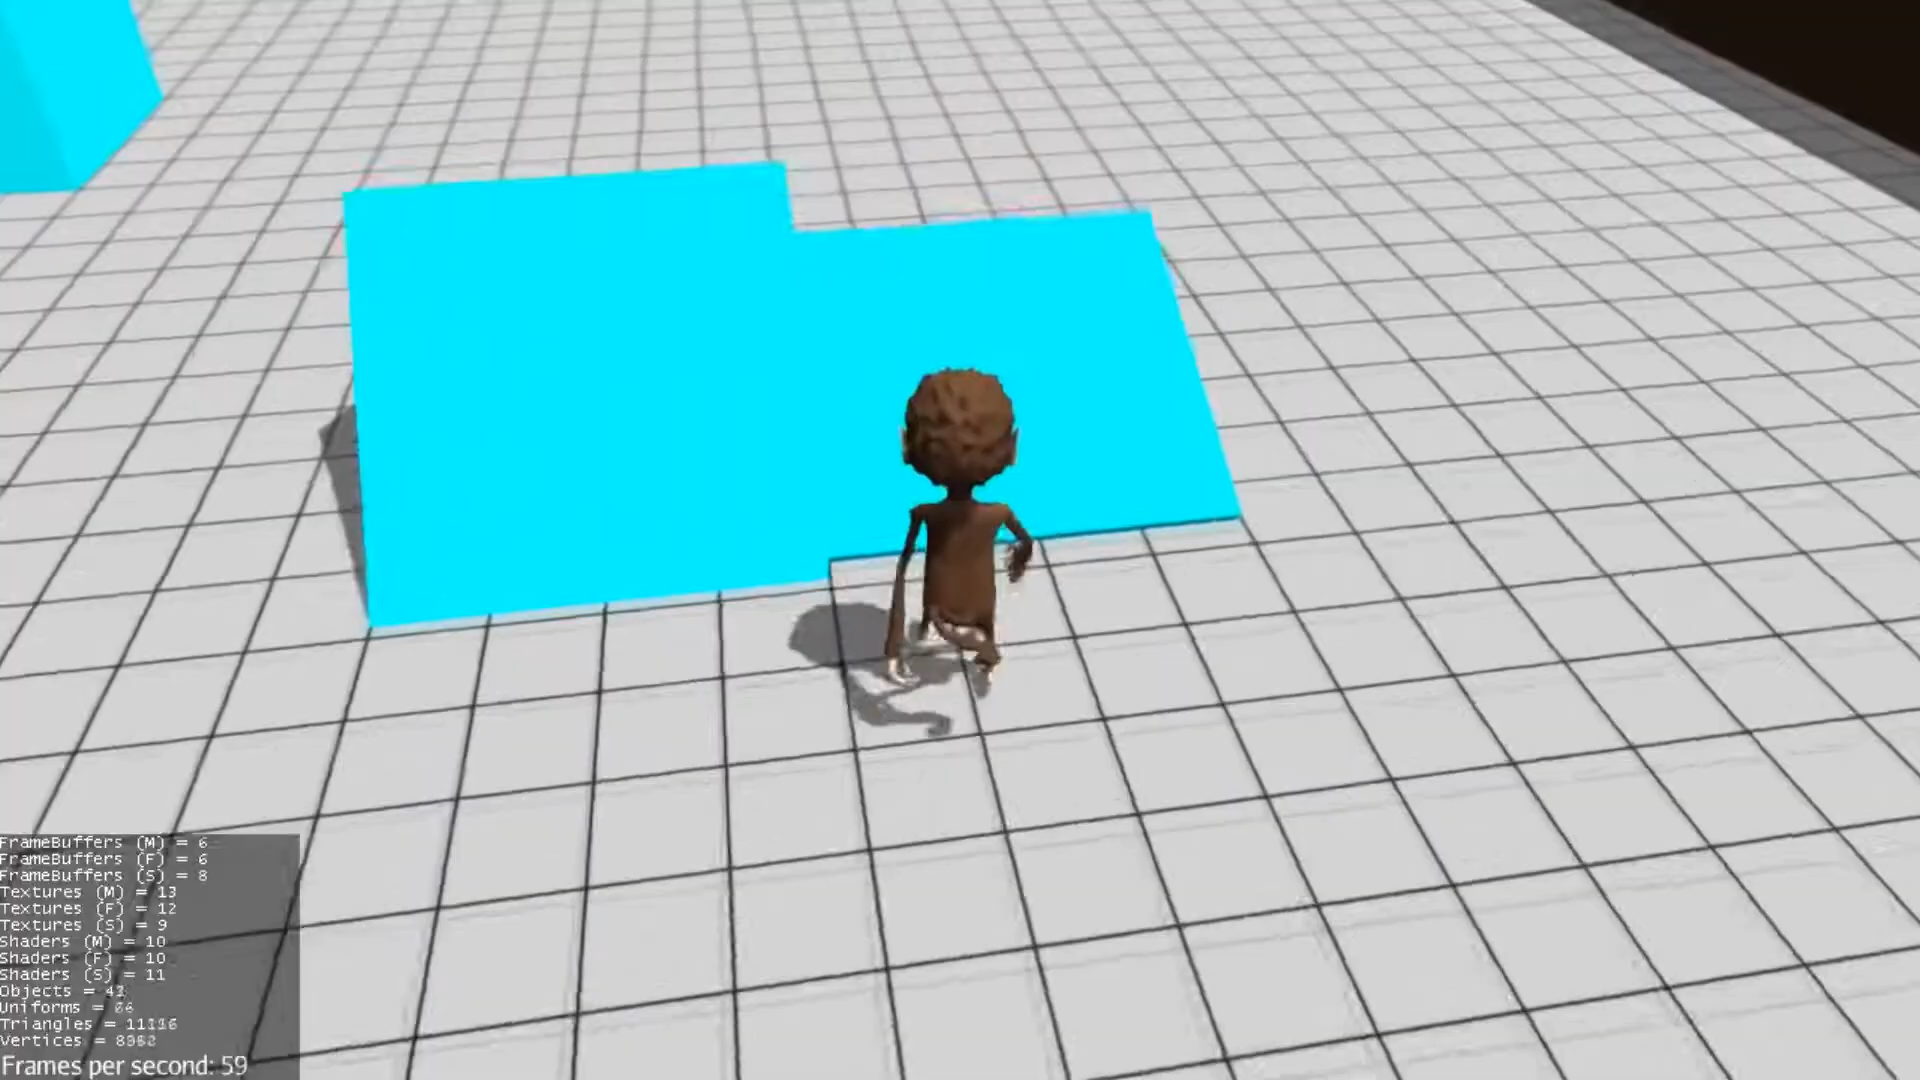 FrameBuffers (M) = 6
FrameBuffers (F) = 6
FrameBuffers (S) = 8
Textures (M) = 13
Textures (F) = 12
Textures (S) = 9
Shaders (M) = 10
Shaders (F) = 10
Shaders (S) = 11
Objects =
Uniforms =
Triangles =
Vertices =
Frames per second: 59